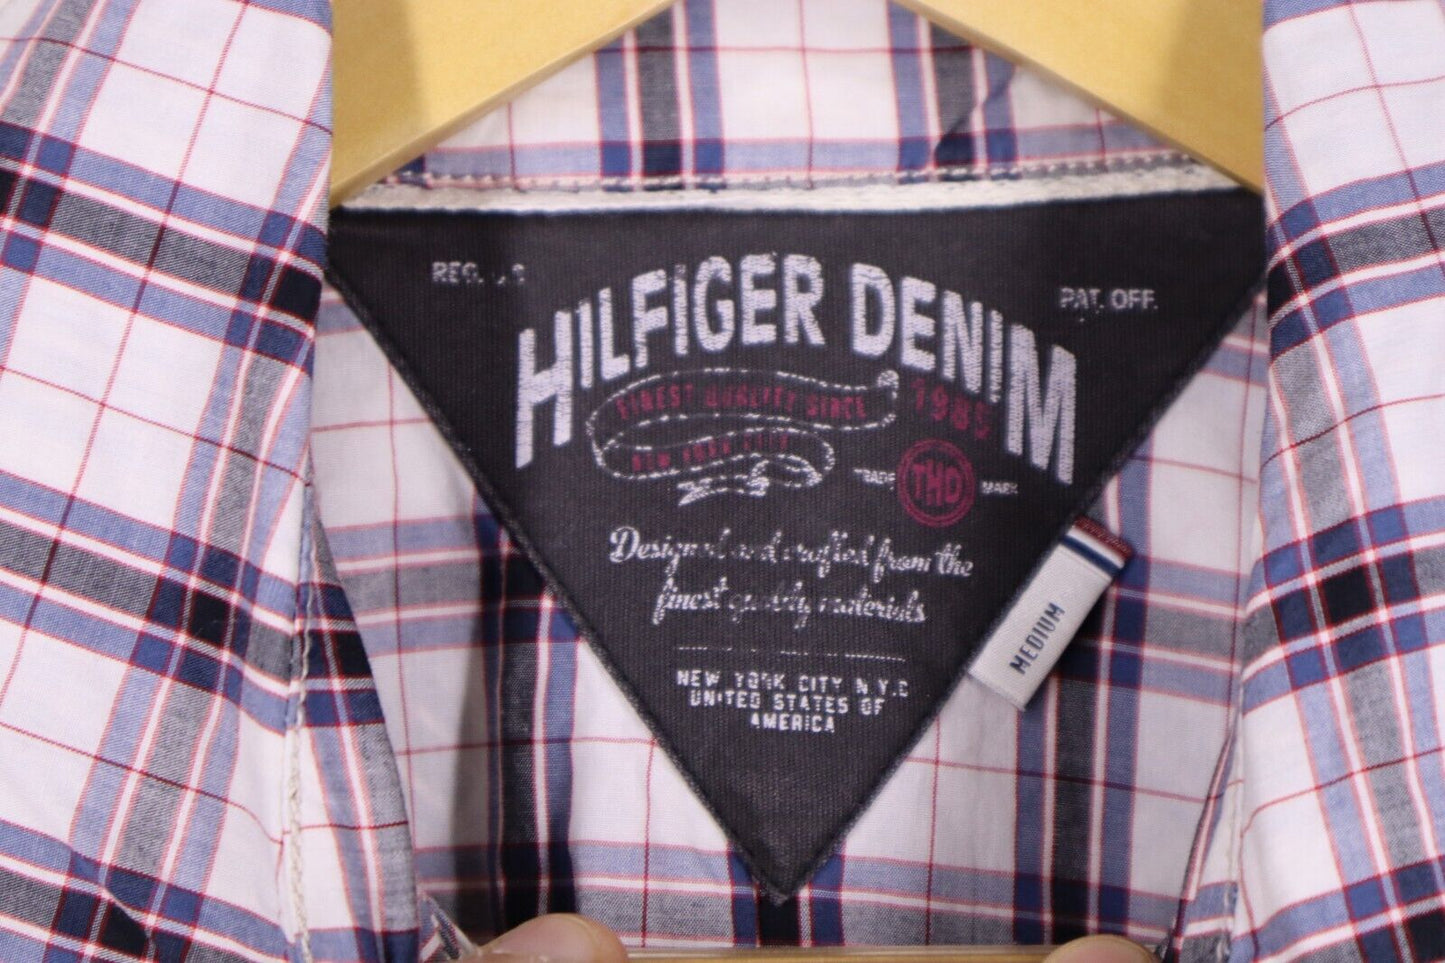 REG. U.S
PAT. OFF.
HILFIGER DENIM
FINEST QUALITY SINCE 1985
NEW YORK CITY
TRADE THD MARK
Designed and crafted from the
finest quality materials
NEW YORK CITY N.Y.C
UNITED STATES OF
AMERICA
MEDIUM